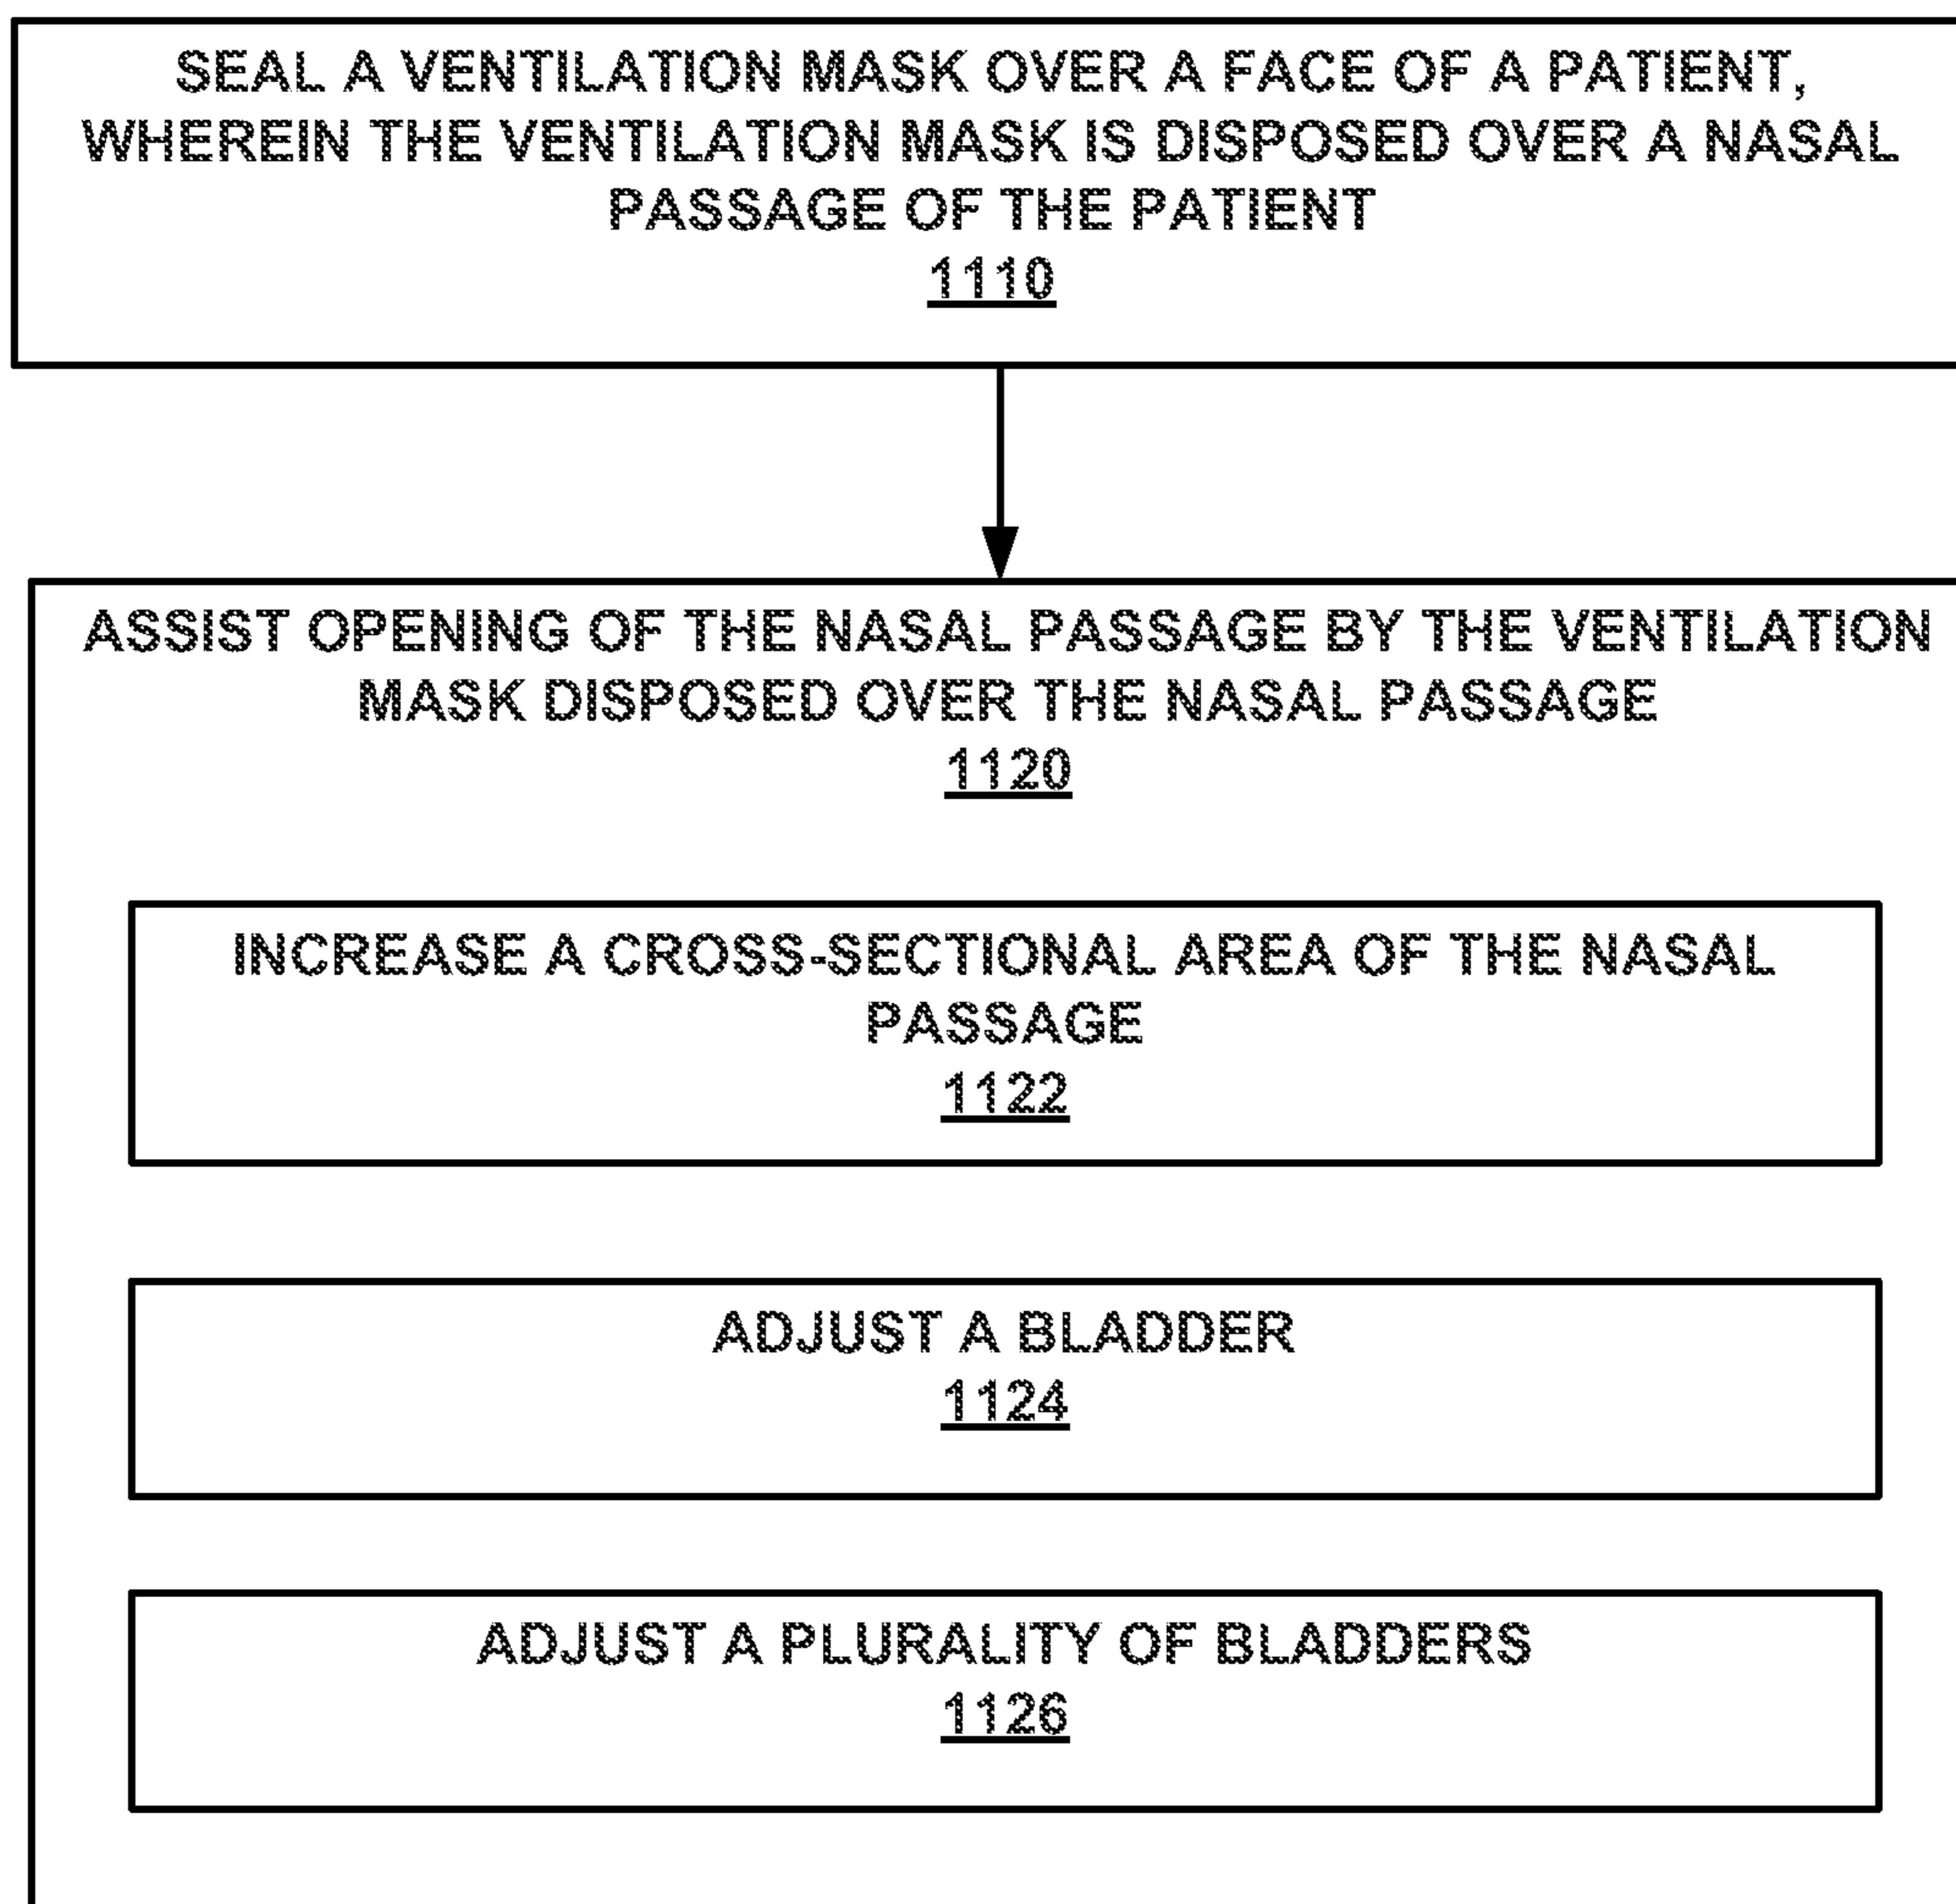 SEAL A VENTILATION MASK OVER A FACE OF A PATIENT,
WHEREIN THE VENTILATION MASK IS DISPOSED OVER A NASAL
PASSAGE OF THE PATIENT
1110
ASSIST OPENING OF THE NASAL PASSAGE BY THE VENTILATION
MASK DISPOSED OVER THE NASAL PASSAGE
1120
INCREASE A CROSS-SECTIONAL AREA OF THE NASAL
PASSAGE
1122
ADJUST A BLADDER
1124
ADJUST A PLURALITY OF BLADDERS
1126